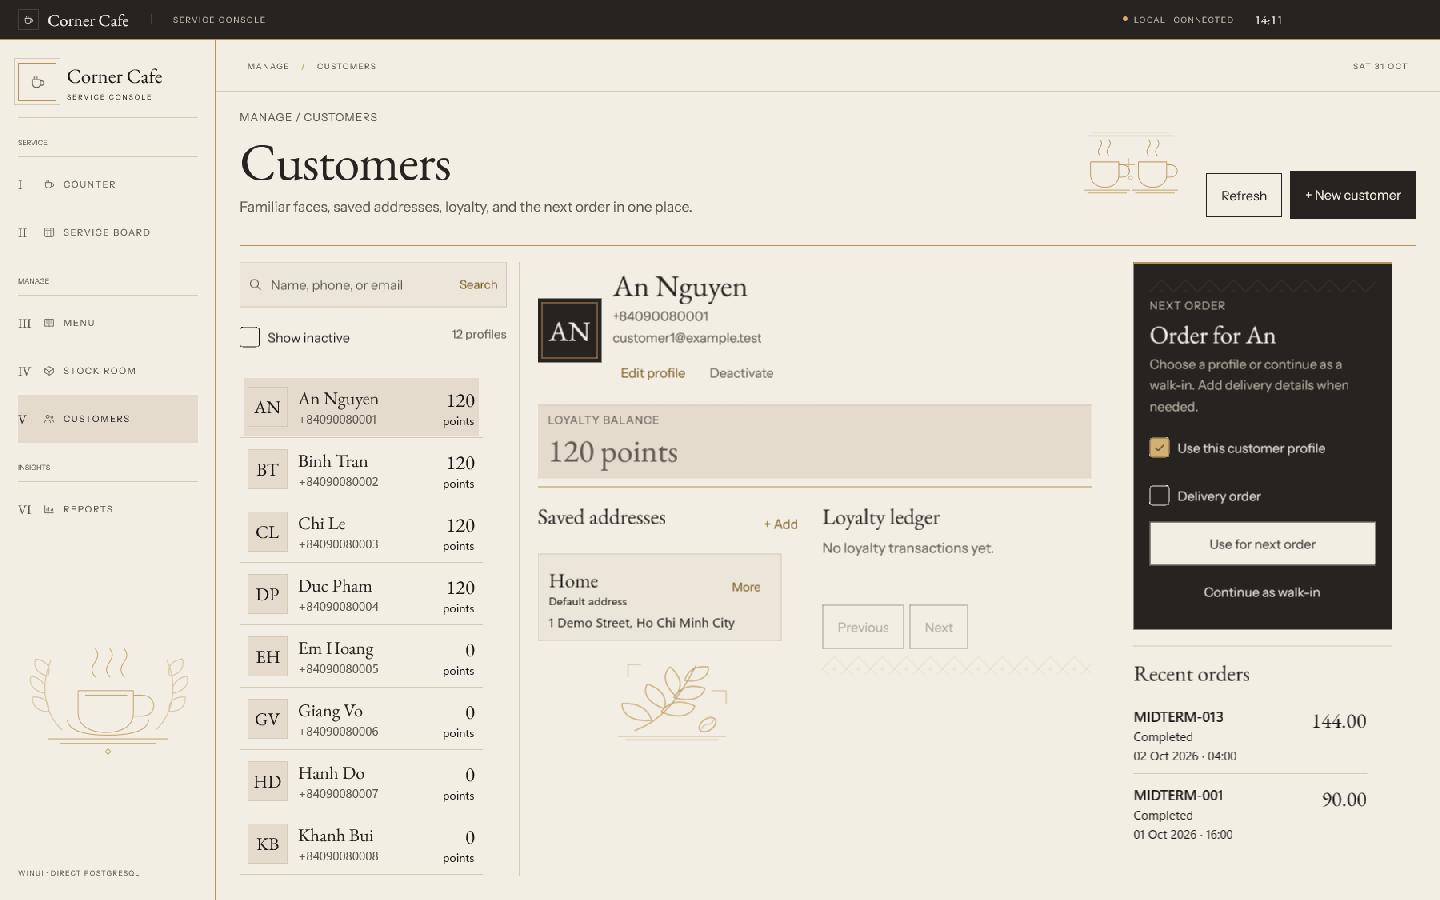 Corner Cafe
SERVICE CONSOLE
LOCAL · CONNECTED
14:11
Corner Cafe
SERVICE CONSOLE
SERVICE
I COUNTER
II SERVICE BOARD
MANAGE
III MENU
IV STOCK ROOM
V CUSTOMERS
INSIGHTS
VI REPORTS
WINUI · DIRECT POSTGRESQL
MANAGE / CUSTOMERS
SAT 31 OCT
MANAGE / CUSTOMERS
Customers
Familiar faces, saved addresses, loyalty, and the next order in one place.
Refresh
+ New customer
Name, phone, or email
Search
Show inactive
12 profiles
AN An Nguyen 120
+84090080001 points
BT Binh Tran 120
+84090080002 points
CL Chi Le 120
+84090080003 points
DP Duc Pham 120
+84090080004 points
EH Em Hoang 0
+84090080005 points
GV Giang Vo 0
+84090080006 points
HD Hanh Do 0
+84090080007 points
KB Khanh Bui 0
+84090080008 points
AN
An Nguyen
+84090080001
customer1@example.test
Edit profile Deactivate
LOYALTY BALANCE
120 points
Saved addresses
+ Add
Home
More
Default address
1 Demo Street, Ho Chi Minh City
Loyalty ledger
No loyalty transactions yet.
Previous Next
NEXT ORDER
Order for An
Choose a profile or continue as a
walk-in. Add delivery details when
needed.
Use this customer profile
Delivery order
Use for next order
Continue as walk-in
Recent orders
MIDTERM-013 144.00
Completed
02 Oct 2026 · 04:00
MIDTERM-001 90.00
Completed
01 Oct 2026 · 16:00